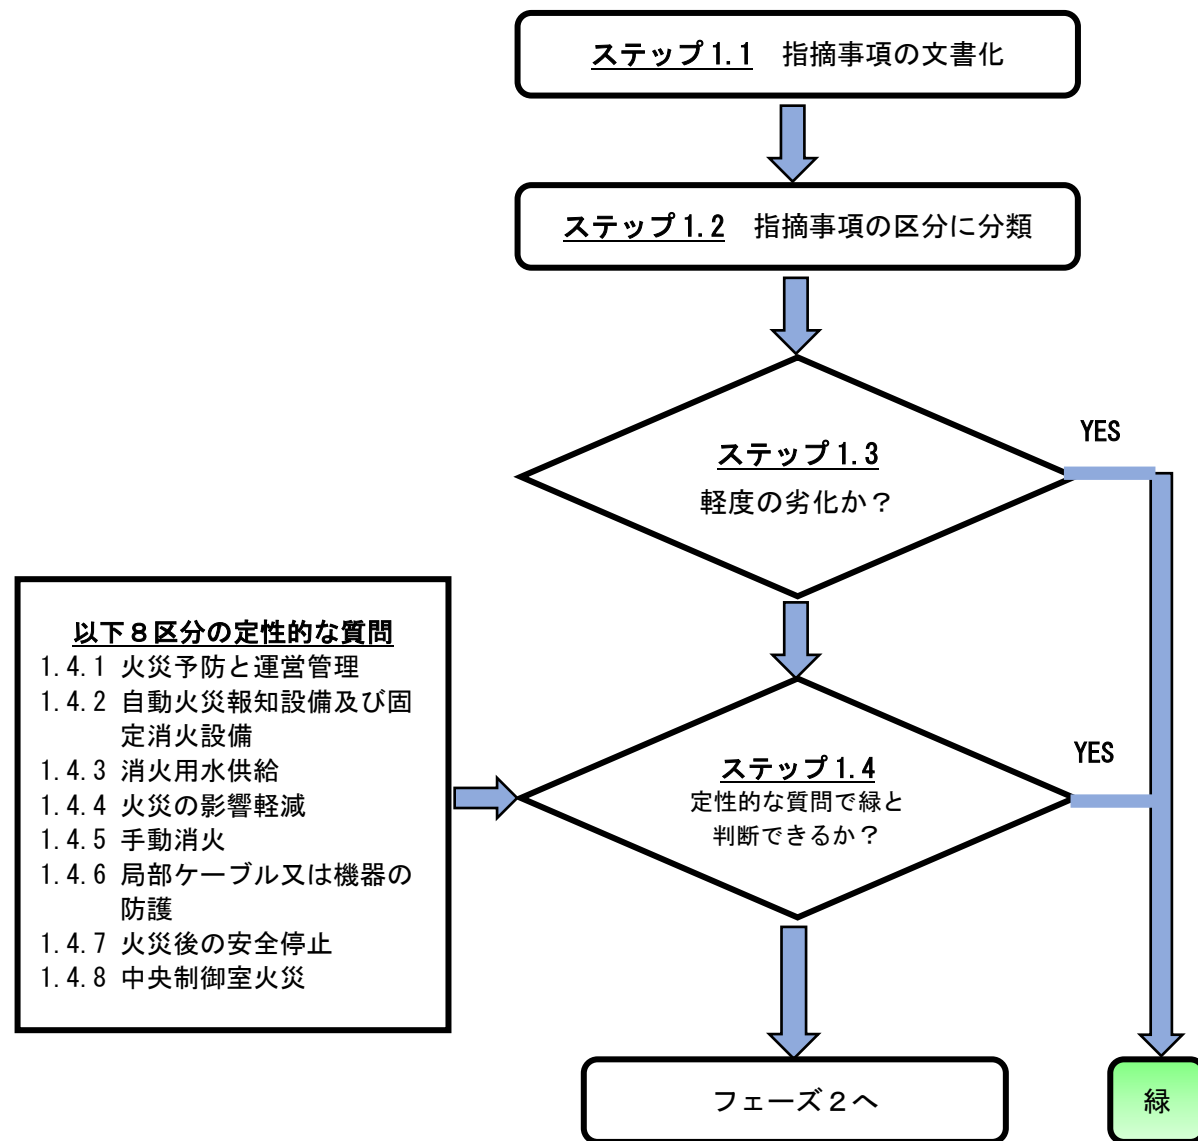 ステップ1.1 指摘事項の文書化
ステップ1.2 指摘事項の区分に分類
YES
ステップ1.3
軽度の劣化か？
以下８区分の定性的な質問
1.4.1 火災予防と運営管理
1.4.2 自動火災報知設備及び固
定消火設備
1.4.3 消火用水供給
1.4.4 火災の影響軽減
1.4.5 手動消火
1.4.6 局部ケーブル又は機器の
防護
1.4.7 火災後の安全停止
1.4.8 中央制御室火災
YES
ステップ1.4
定性的な質問で緑と
判断できるか？
フェーズ２へ
緑